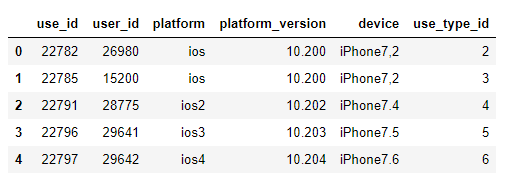 use_id user_id platform platform_version device use_type_id
0 22782 26980 ios 10.200 iPhone7,2 2
1 22785 15200 ios 10.200 iPhone7,2 3
2 22791 28775 ios2 10.202 iPhone7.4 4
3 22796 29641 ios3 10.203 iPhone7.5 5
4 22797 29642 ios4 10.204 iPhone7.6 6